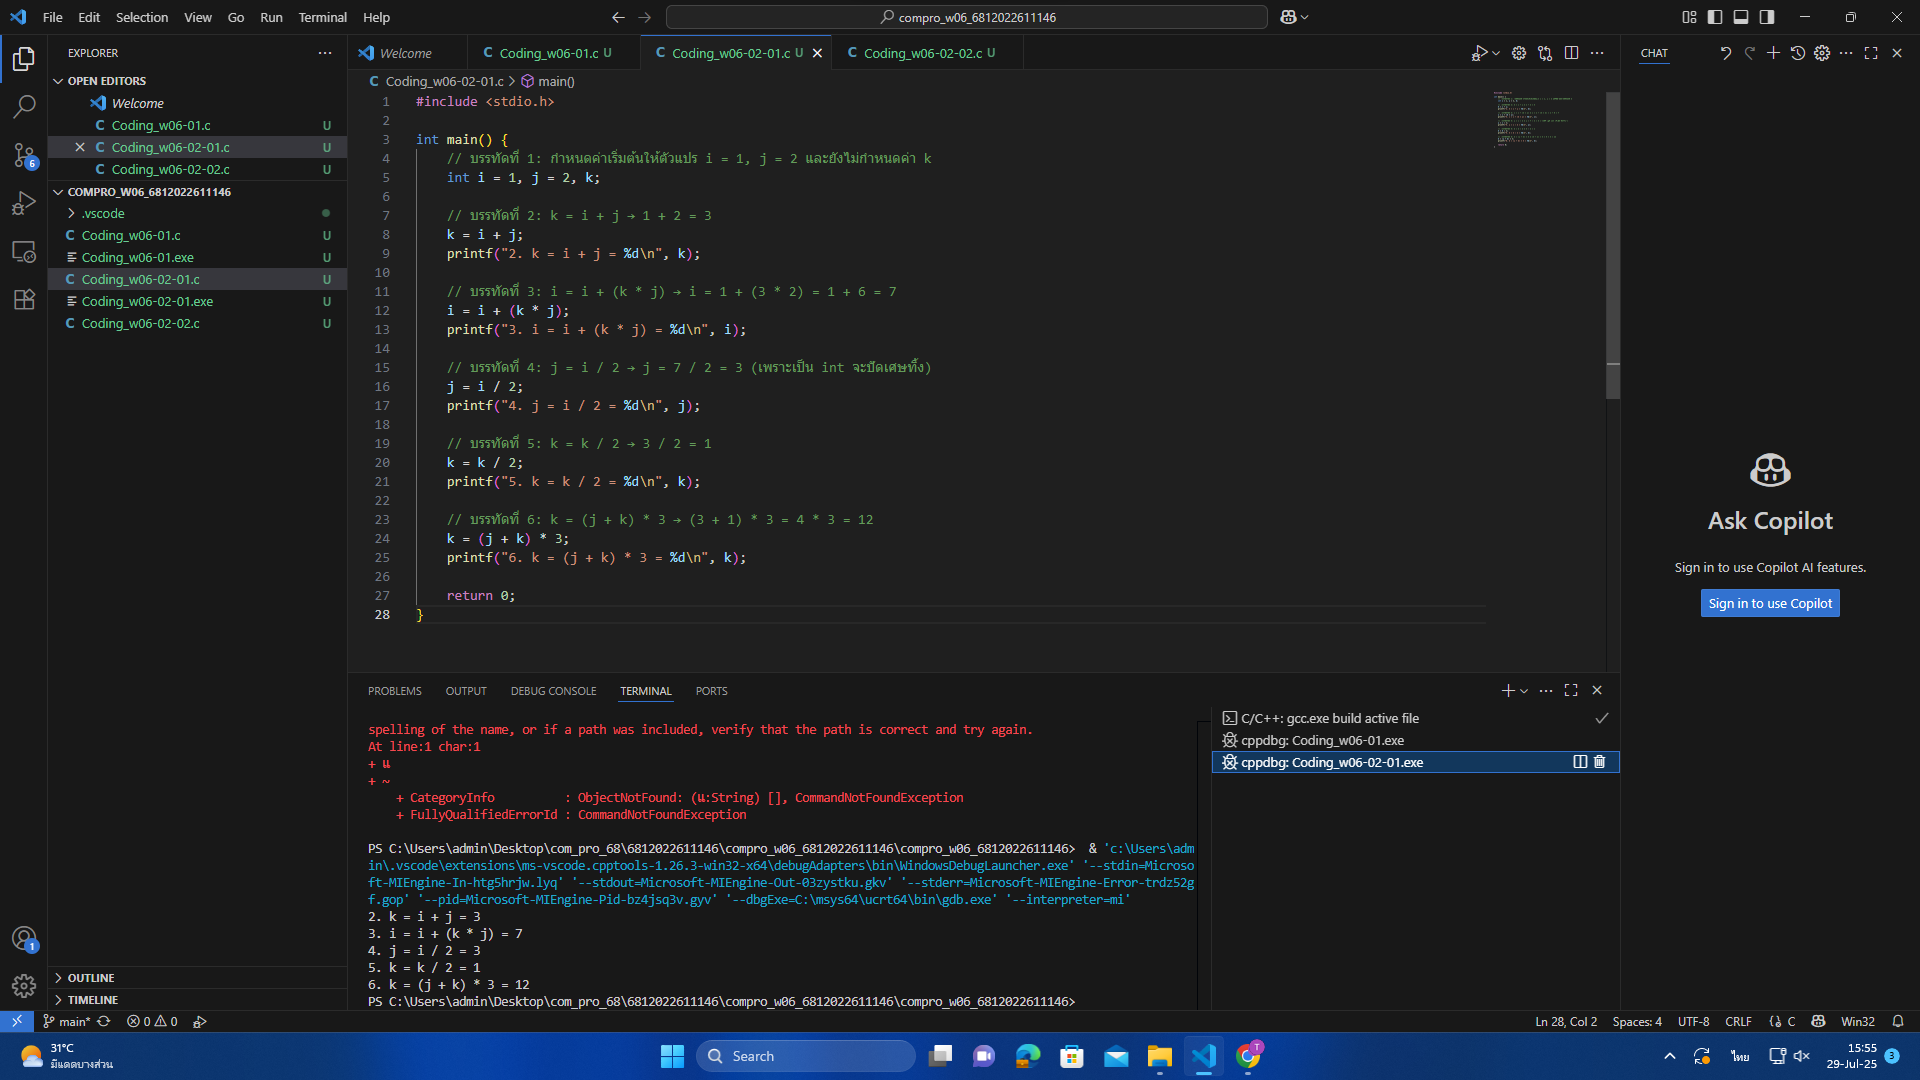 File Edit Selection View Go Run Terminal Help
compro_w06_6812022611146
EXPLORER
OPEN EDITORS
Welcome
Coding_w06-01.c U
Coding_w06-02-01.c U
Coding_w06-02-02.c U
COMPRO_W06_6812022611146
.vscode
Coding_w06-01.c U
Coding_w06-01.exe U
Coding_w06-02-01.c U
Coding_w06-02-01.exe U
Coding_w06-02-02.c U
OUTLINE
TIMELINE
Welcome Coding_w06-01.c U Coding_w06-02-01.c U Coding_w06-02-02.c U
Coding_w06-02-01.c > main()
1 #include <stdio.h>
2
3 int main() {
4 // บรรทัดที่ 1: กำหนดค่าเริ่มต้นให้ตัวแปร i = 1, j = 2 และยังไม่กำหนดค่า k
5 int i = 1, j = 2, k;
6
7 // บรรทัดที่ 2: k = i + j → 1 + 2 = 3
8 k = i + j;
9 printf("2. k = i + j = %d\n", k);
10
11 // บรรทัดที่ 3: i = i + (k * j) → i = 1 + (3 * 2) = 1 + 6 = 7
12 i = i + (k * j);
13 printf("3. i = i + (k * j) = %d\n", i);
14
15 // บรรทัดที่ 4: j = i / 2 → j = 7 / 2 = 3 (เพราะเป็น int จะปัดเศษทิ้ง)
16 j = i / 2;
17 printf("4. j = i / 2 = %d\n", j);
18
19 // บรรทัดที่ 5: k = k / 2 → 3 / 2 = 1
20 k = k / 2;
21 printf("5. k = k / 2 = %d\n", k);
22
23 // บรรทัดที่ 6: k = (j + k) * 3 → (3 + 1) * 3 = 4 * 3 = 12
24 k = (j + k) * 3;
25 printf("6. k = (j + k) * 3 = %d\n", k);
26
27 return 0;
28 }
PROBLEMS OUTPUT DEBUG CONSOLE TERMINAL PORTS
spelling of the name, or if a path was included, verify that the path is correct and try again.
At line:1 char:1
+ แ
+ ~
+ CategoryInfo : ObjectNotFound: (แ:String) [], CommandNotFoundException
+ FullyQualifiedErrorId : CommandNotFoundException
PS C:\Users\admin\Desktop\com_pro_68\6812022611146\compro_w06_6812022611146\compro_w06_6812022611146> & 'c:\Users\adm
in\.vscode\extensions\ms-vscode.cpptools-1.26.3-win32-x64\debugAdapters\bin\WindowsDebugLauncher.exe' '--stdin=Microso
ft-MIEngine-In-htg5hrjw.lyq' '--stdout=Microsoft-MIEngine-Out-03zystku.gkv' '--stderr=Microsoft-MIEngine-Error-trdz52g
f.gop' '--pid=Microsoft-MIEngine-Pid-bz4jsq3v.gyv' '--dbgExe=C:\msys64\ucrt64\bin\gdb.exe' '--interpreter=mi'
2. k = i + j = 3
3. i = i + (k * j) = 7
4. j = i / 2 = 3
5. k = k / 2 = 1
6. k = (j + k) * 3 = 12
PS C:\Users\admin\Desktop\com_pro_68\6812022611146\compro_w06_6812022611146\compro_w06_6812022611146>
C/C++: gcc.exe build active file
cppdbg: Coding_w06-01.exe
cppdbg: Coding_w06-02-01.exe
CHAT
Ask Copilot
Sign in to use Copilot AI features.
Sign in to use Copilot
6
1
main* 0 0
Ln 28, Col 2 Spaces: 4 UTF-8 CRLF C Win32
31°C
มีแดดบางส่วน
Search
T
ไทย
15:55
29-Jul-25
3